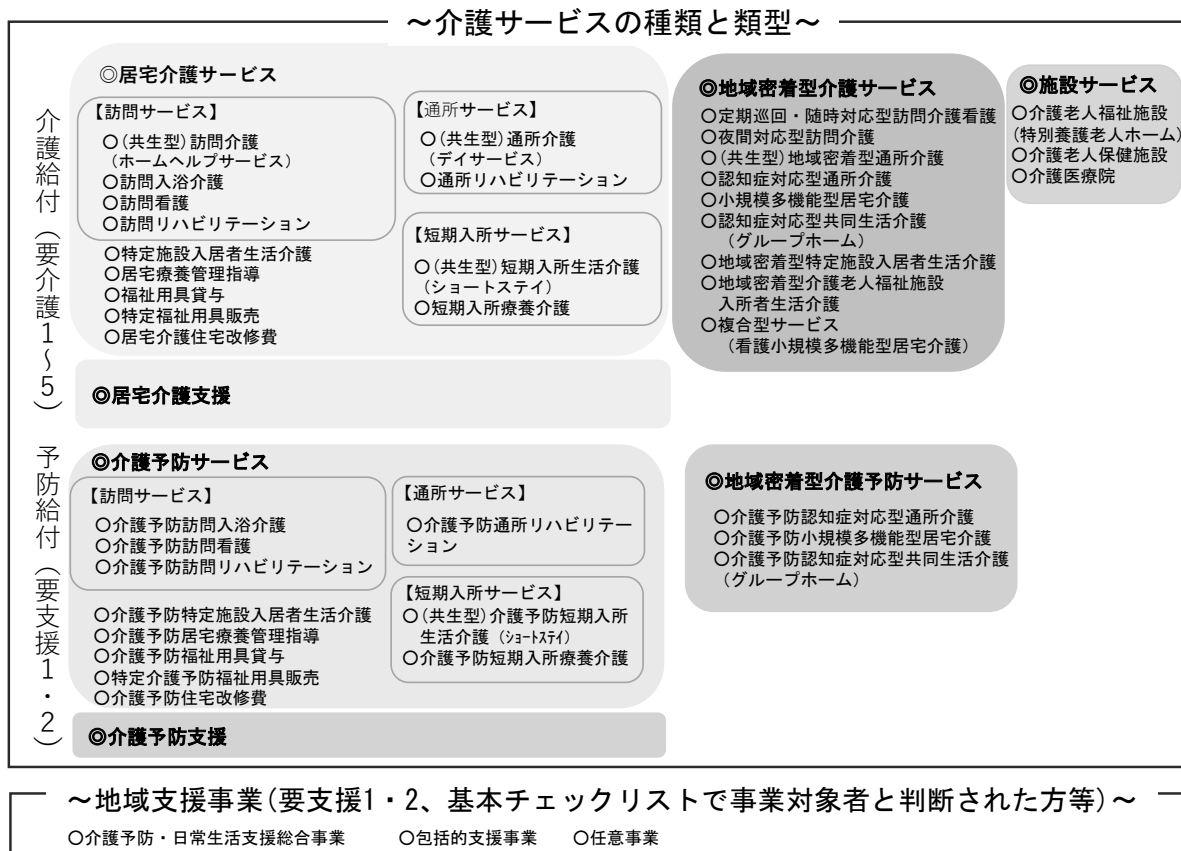 ～介護サービスの種類と類型～
介護給付（要介護1～5）
◎居宅介護サービス
【訪問サービス】
○(共生型)訪問介護
（ホームヘルプサービス）
○訪問入浴介護
○訪問看護
○訪問リハビリテーション
○特定施設入居者生活介護
○居宅療養管理指導
○福祉用具貸与
○特定福祉用具販売
○居宅介護住宅改修費
【通所サービス】
○(共生型)通所介護
（デイサービス）
○通所リハビリテーション
【短期入所サービス】
○(共生型)短期入所生活介護
（ショートステイ）
○短期入所療養介護
◎地域密着型介護サービス
○定期巡回・随時対応型訪問介護看護
○夜間対応型訪問介護
○(共生型)地域密着型通所介護
○認知症対応型通所介護
○小規模多機能型居宅介護
○認知症対応型共同生活介護
（グループホーム）
○地域密着型特定施設入居者生活介護
○地域密着型介護老人福祉施設
入所者生活介護
○複合型サービス
（看護小規模多機能型居宅介護）
◎施設サービス
○介護老人福祉施設
(特別養護老人ホーム)
○介護老人保健施設
○介護医療院
◎居宅介護支援
予防給付（要支援1・2）
◎介護予防サービス
【訪問サービス】
○介護予防訪問入浴介護
○介護予防訪問看護
○介護予防訪問リハビリテーション
○介護予防特定施設入居者生活介護
○介護予防居宅療養管理指導
○介護予防福祉用具貸与
○特定介護予防福祉用具販売
○介護予防住宅改修費
【通所サービス】
○介護予防通所リハビリテー
ション
【短期入所サービス】
○(共生型)介護予防短期入所
生活介護（ｼｮｰﾄｽﾃｲ）
○介護予防短期入所療養介護
◎地域密着型介護予防サービス
○介護予防認知症対応型通所介護
○介護予防小規模多機能型居宅介護
○介護予防認知症対応型共同生活介護
（グループホーム）
◎介護予防支援
～地域支援事業(要支援1・2、基本チェックリストで事業対象者と判断された方等)～
○介護予防・日常生活支援総合事業 ○包括的支援事業 ○任意事業